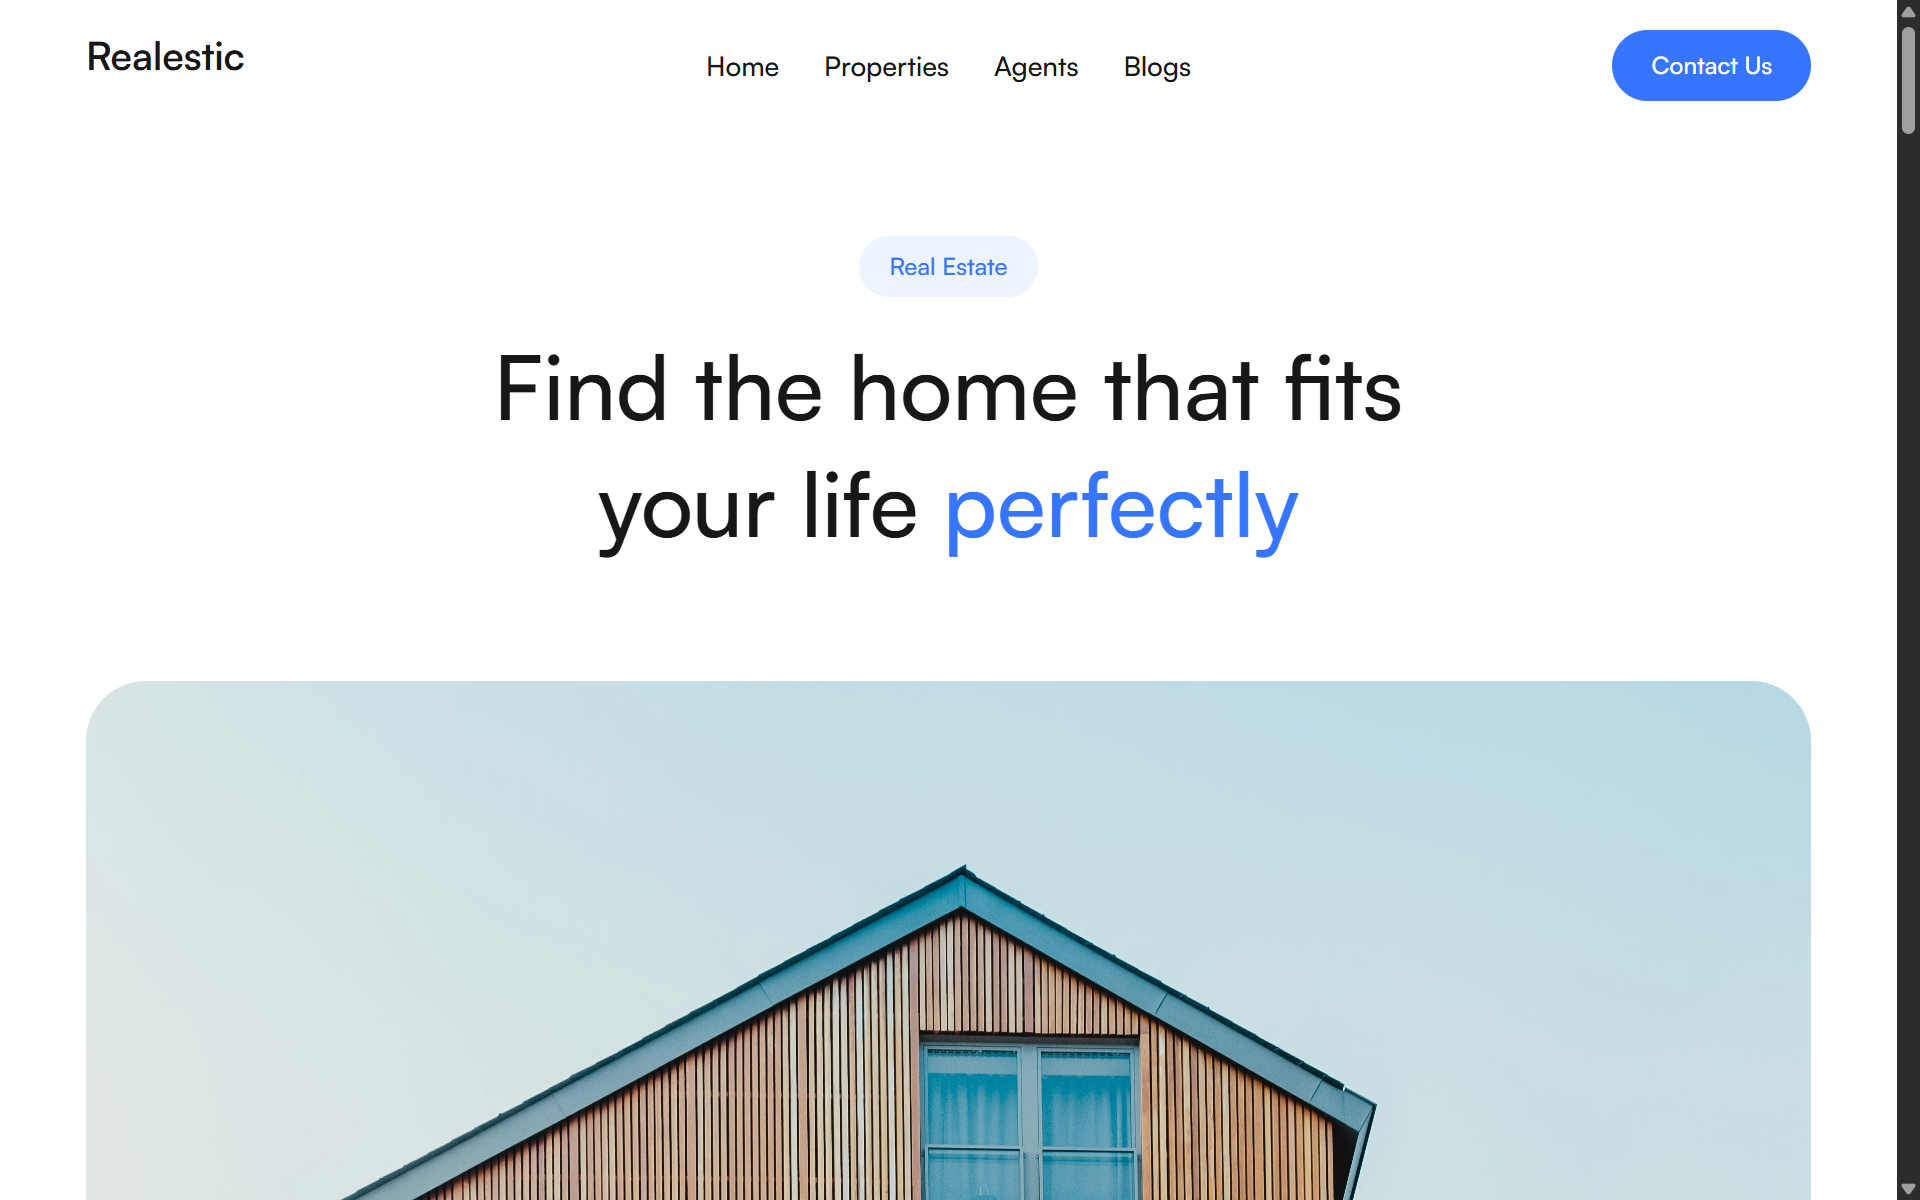 Realestic
Home Properties Agents Blogs
Contact Us
Real Estate
Find the home that fits
your life perfectly